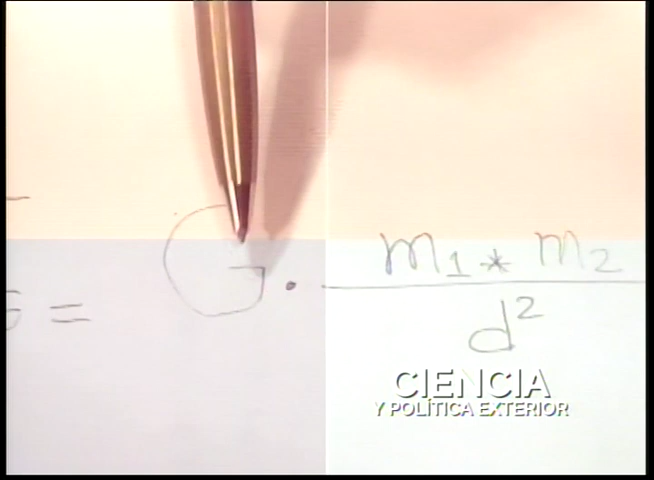 = G · m₁ * m₂
d²
CIENCIA
Y POLÍTICA EXTERIOR